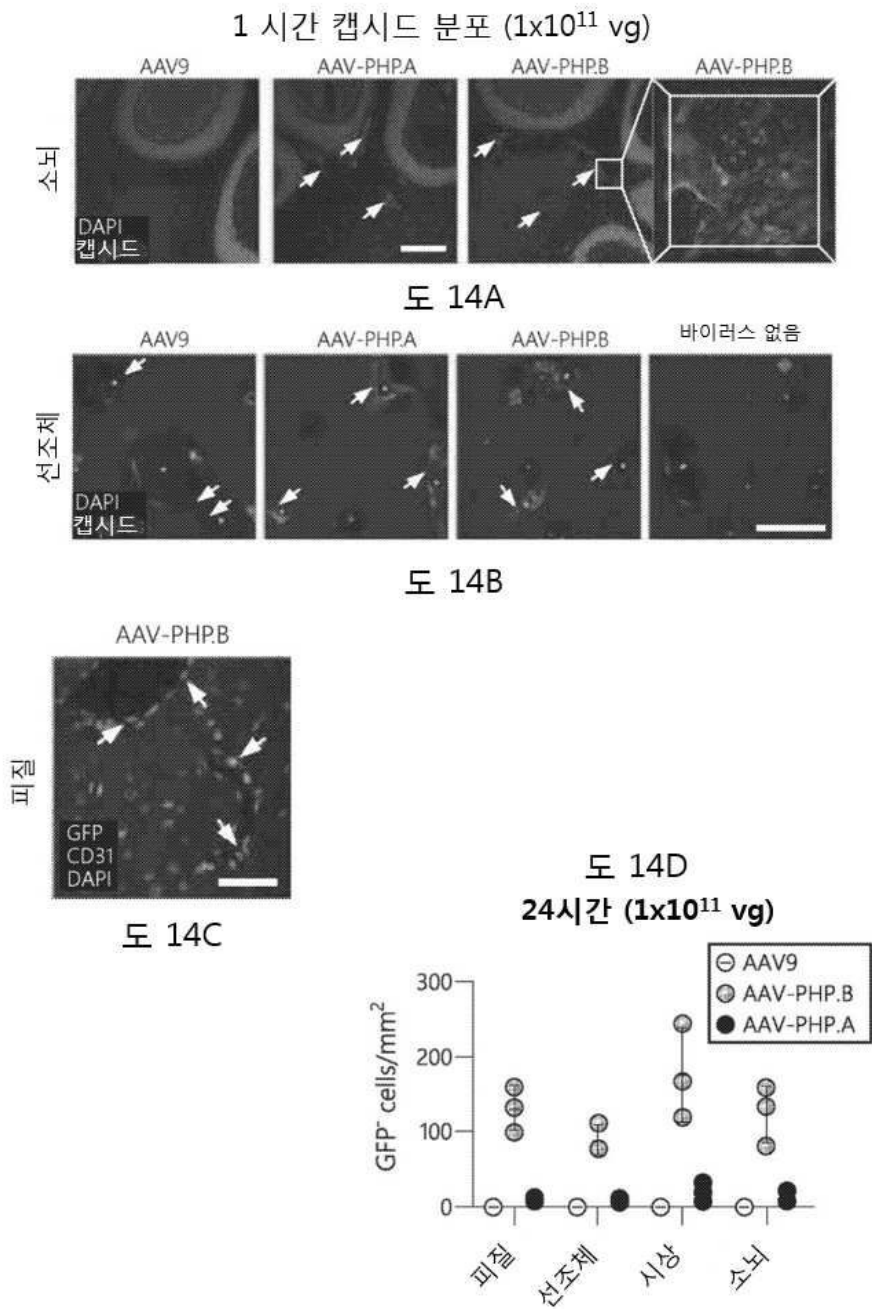 1 시간 캡시드 분포 (1x10¹¹ vg)
AAV9 AAV-PHP.A AAV-PHP.B AAV-PHP.B
소뇌
DAPI
캡시드
도 14A
AAV9 AAV-PHP.A AAV-PHP.B 바이러스 없음
선조체
DAPI
캡시드
도 14B
AAV-PHP.B
피질
GFP
CD31
DAPI
도 14C
도 14D
24시간 (1x10¹¹ vg)
AAV9
AAV-PHP.B
AAV-PHP.A
GFP⁻ cells/mm²
300
200
100
0
피질 선조체 시상 소뇌